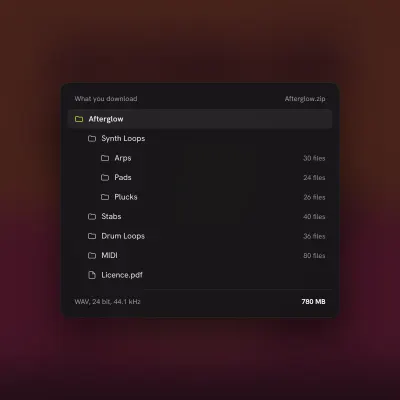 What you download Afterglow.zip
Afterglow
Synth Loops
Arps 30 files
Pads 24 files
Plucks 26 files
Stabs 40 files
Drum Loops 36 files
MIDI 80 files
Licence.pdf
WAV, 24 bit, 44.1 kHz 780 MB